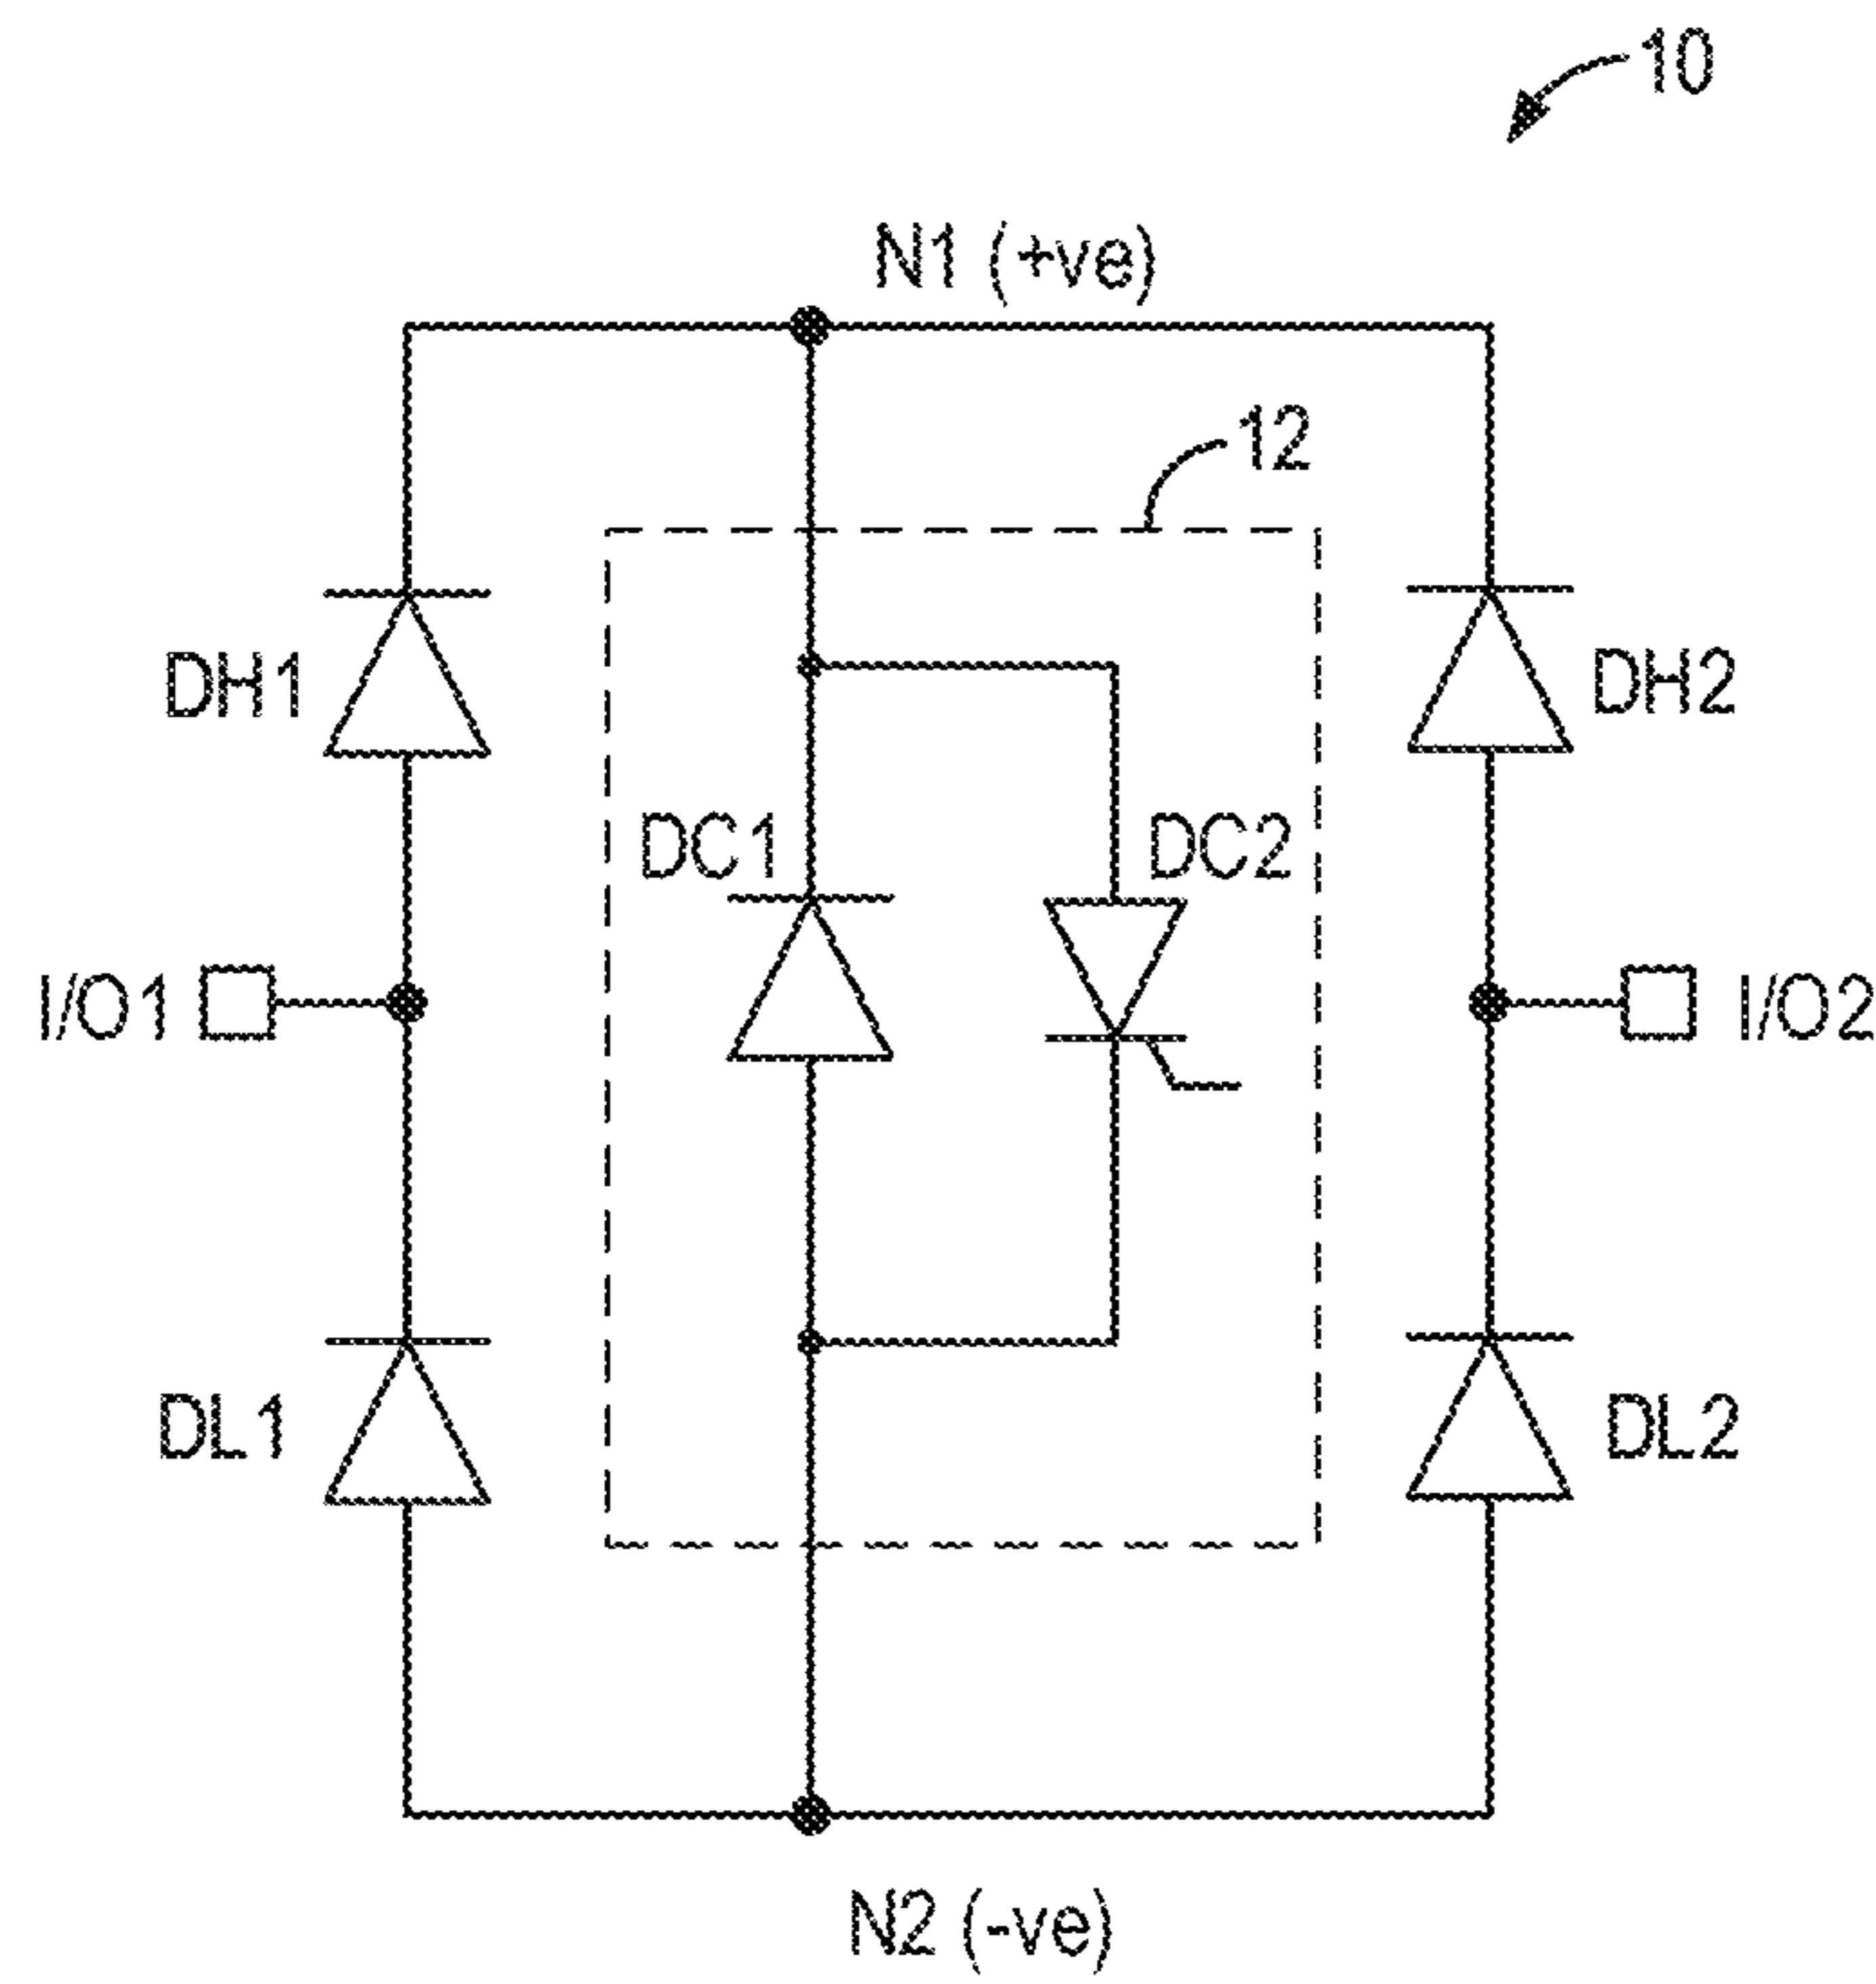 10
N1 (+ve)
12
DH1
DH2
DC1
DC2
I/O1
I/O2
DL1
DL2
N2 (-ve)